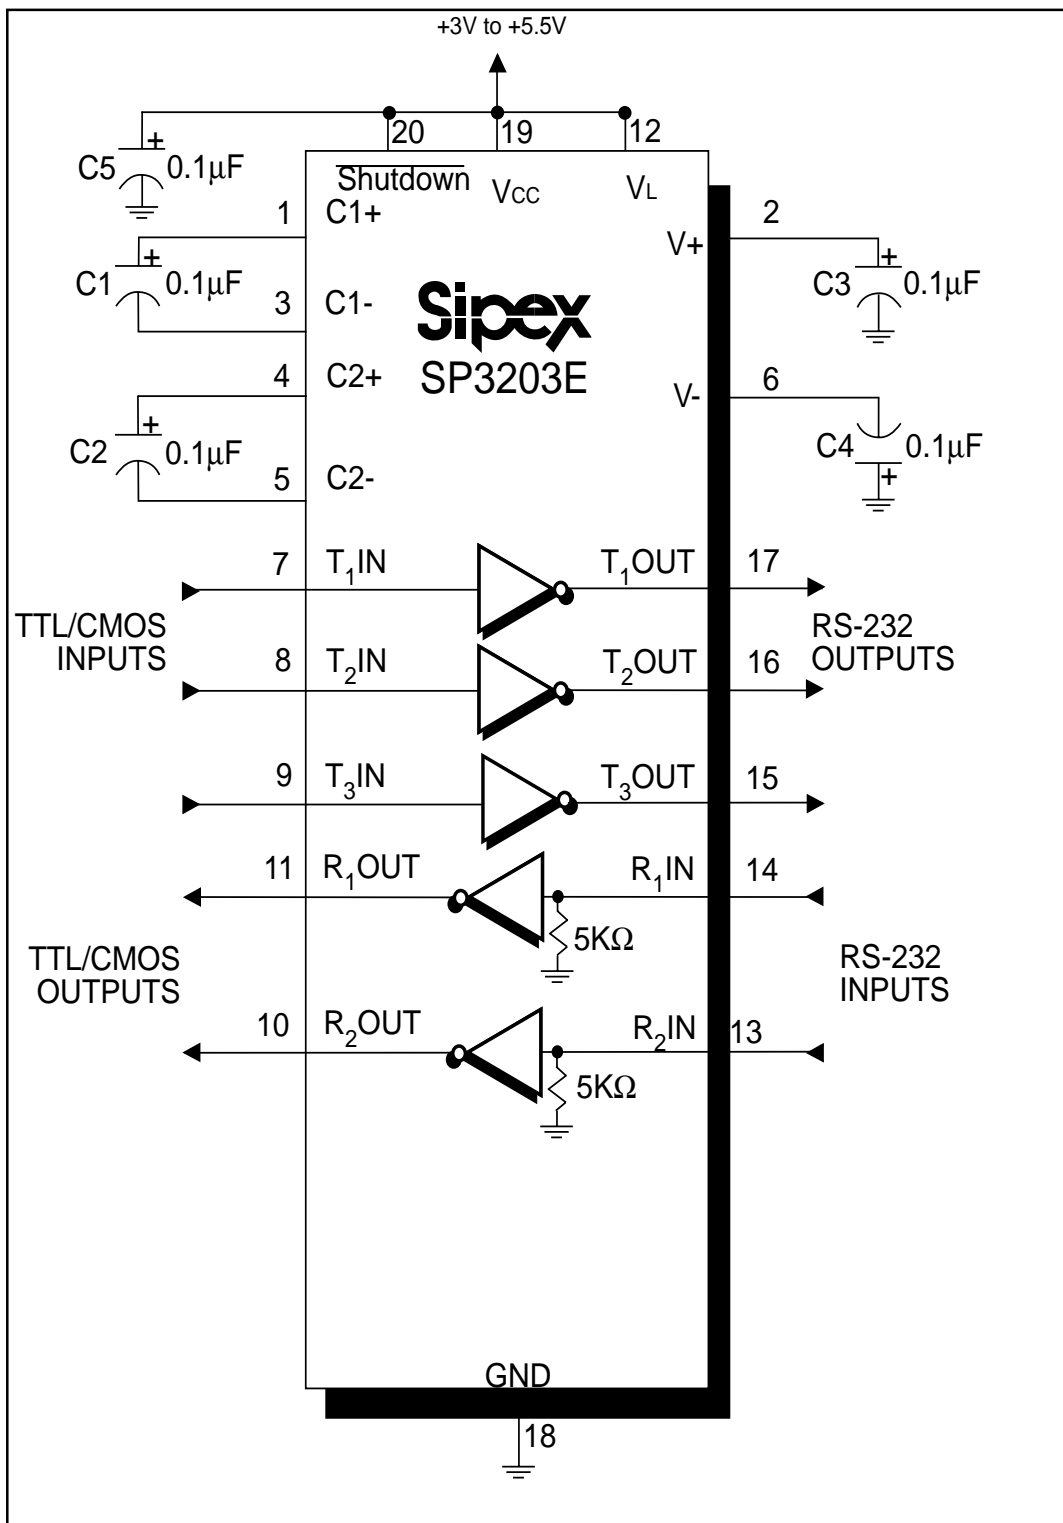 +3V to +5.5V
20 19 12
C5 + 0.1µF
Shutdown VCC VL
1 C1+
V+ 2
C1 + 0.1µF
C3 + 0.1µF
3 C1-
Sipex
SP3203E
4 C2+
V- 6
C2 + 0.1µF
C4 0.1µF
+
5 C2-
7 T1IN T1OUT 17
TTL/CMOS
INPUTS
RS-232
OUTPUTS
8 T2IN T2OUT 16
9 T3IN T3OUT 15
11 R1OUT R1IN 14
5KΩ
TTL/CMOS
OUTPUTS
RS-232
INPUTS
10 R2OUT R2IN 13
5KΩ
GND
18